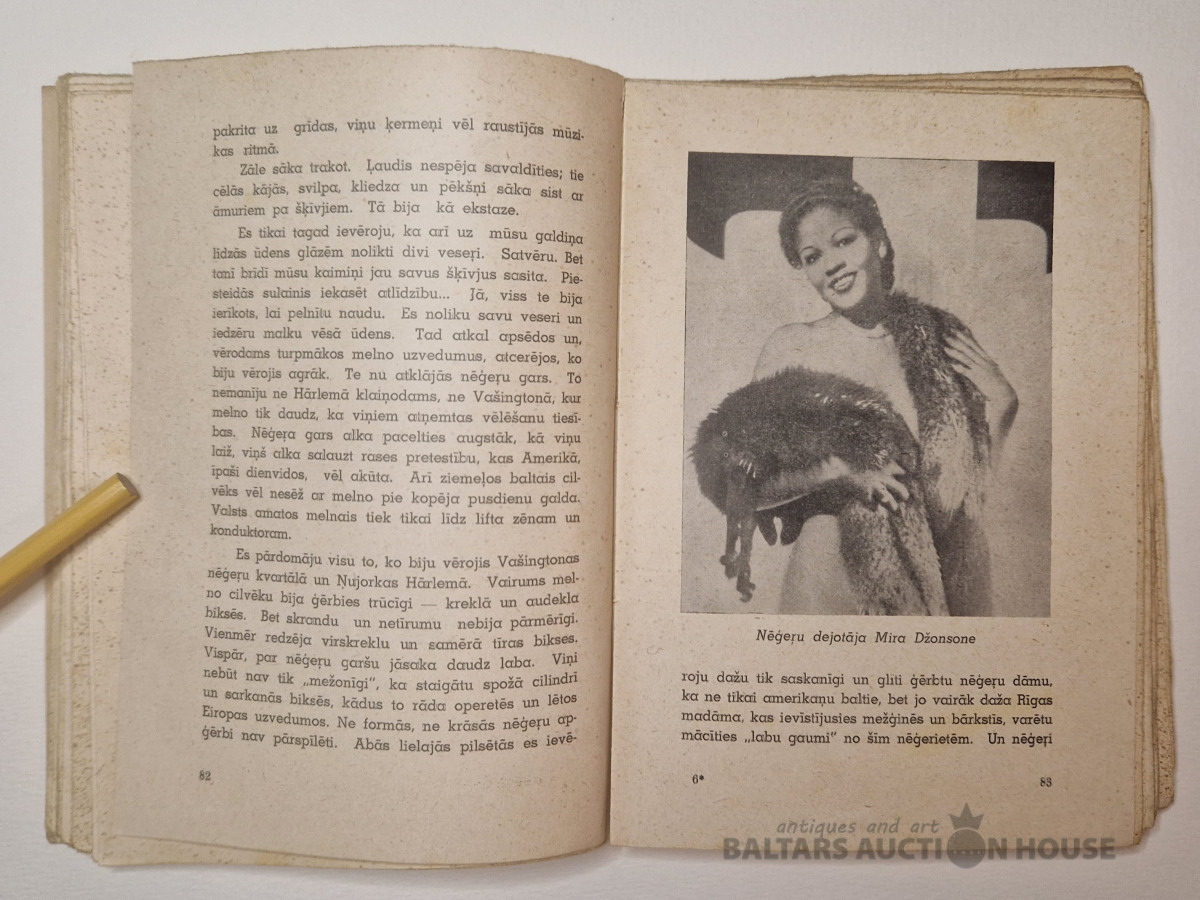 pakrita uz grīdas, viņu ķermeņi vēl raustījās mūzi-
kas ritmā.
Zāle sāka trakot. Ļaudis nespēja savaldīties; tie
cēlās kājās, svilpa, kliedza un pēkšņi sāka sist ar
āmuriem pa šķīvjiem. Tā bija kā ekstaze.
Es tikai tagad ievēroju, ka arī uz mūsu galdiņa
līdzās ūdens glāzēm nolikti divi veseŗi. Satvēru. Bet
tanī brīdī mūsu kaimiņi jau savus šķīvjus sasita. Pie-
steidās sulainis iekasēt atlīdzību... Jā, viss te bija
ierīkots, lai pelnītu naudu. Es noliku savu veseri un
iedzēru malku vēsā ūdens. Tad atkal apsēdos un,
vērodams turpmākos melno uzvedumus, atcerējos, ko
biju vērojis agrāk. Te nu atklājās nēģeŗu gars. To
nemanīju ne Hārlemā klaiņodams, ne Vašingtonā, kur
melno tik daudz, ka viņiem atņemtas vēlēšanu tiesī-
bas. Nēģeŗa gars alka pacelties augstāk, kā viņu
laiž, viņš alka salauzt rases pretestību, kas Amerikā,
īpaši dienvidos, vēl akūta. Arī ziemeļos baltais cil-
vēks vēl nesēž ar melno pie kopēja pusdienu galda.
Valsts amatos melnais tiek tikai līdz lifta zēnam un
konduktoram.
Es pārdomāju visu to, ko biju vērojis Vašingtonas
nēģeŗu kvartālā un Ņujorkas Hārlemā. Vairums mel-
no cilvēku bija ģērbies trūcīgi — kreklā un audekla
biksēs. Bet skrandu un netīrumu nebija pārmērīgi.
Vienmēr redzēja virskreklu un samērā tīras bikses.
Vispār, par nēģeŗu garšu jāsaka daudz laba. Viņi
nebūt nav tik „mežonīgi”, ka staigātu spožā cilindrī
un sarkanās biksēs, kādus to rāda operetēs un lētos
Eiropas uzvedumos. Ne formās, ne krāsās nēģeŗu ap-
ģērbi nav pārspīlēti. Abās lielajās pilsētās es ievē-
82
Nēģeŗu dejotāja Mira Džonsone
roju dažu tik saskanīgi un glīti ģērbtu nēģeŗu dāmu,
ka ne tikai amerikaņu baltie, bet jo vairāk daža Rīgas
madāma, kas ievīstījusies mežģinēs un bārkstīs, varētu
mācīties „labu gaumi” no šīm nēģerietēm. Un nēģeŗi
6*
83
antiques and art
BALTARS AUCTION HOUSE